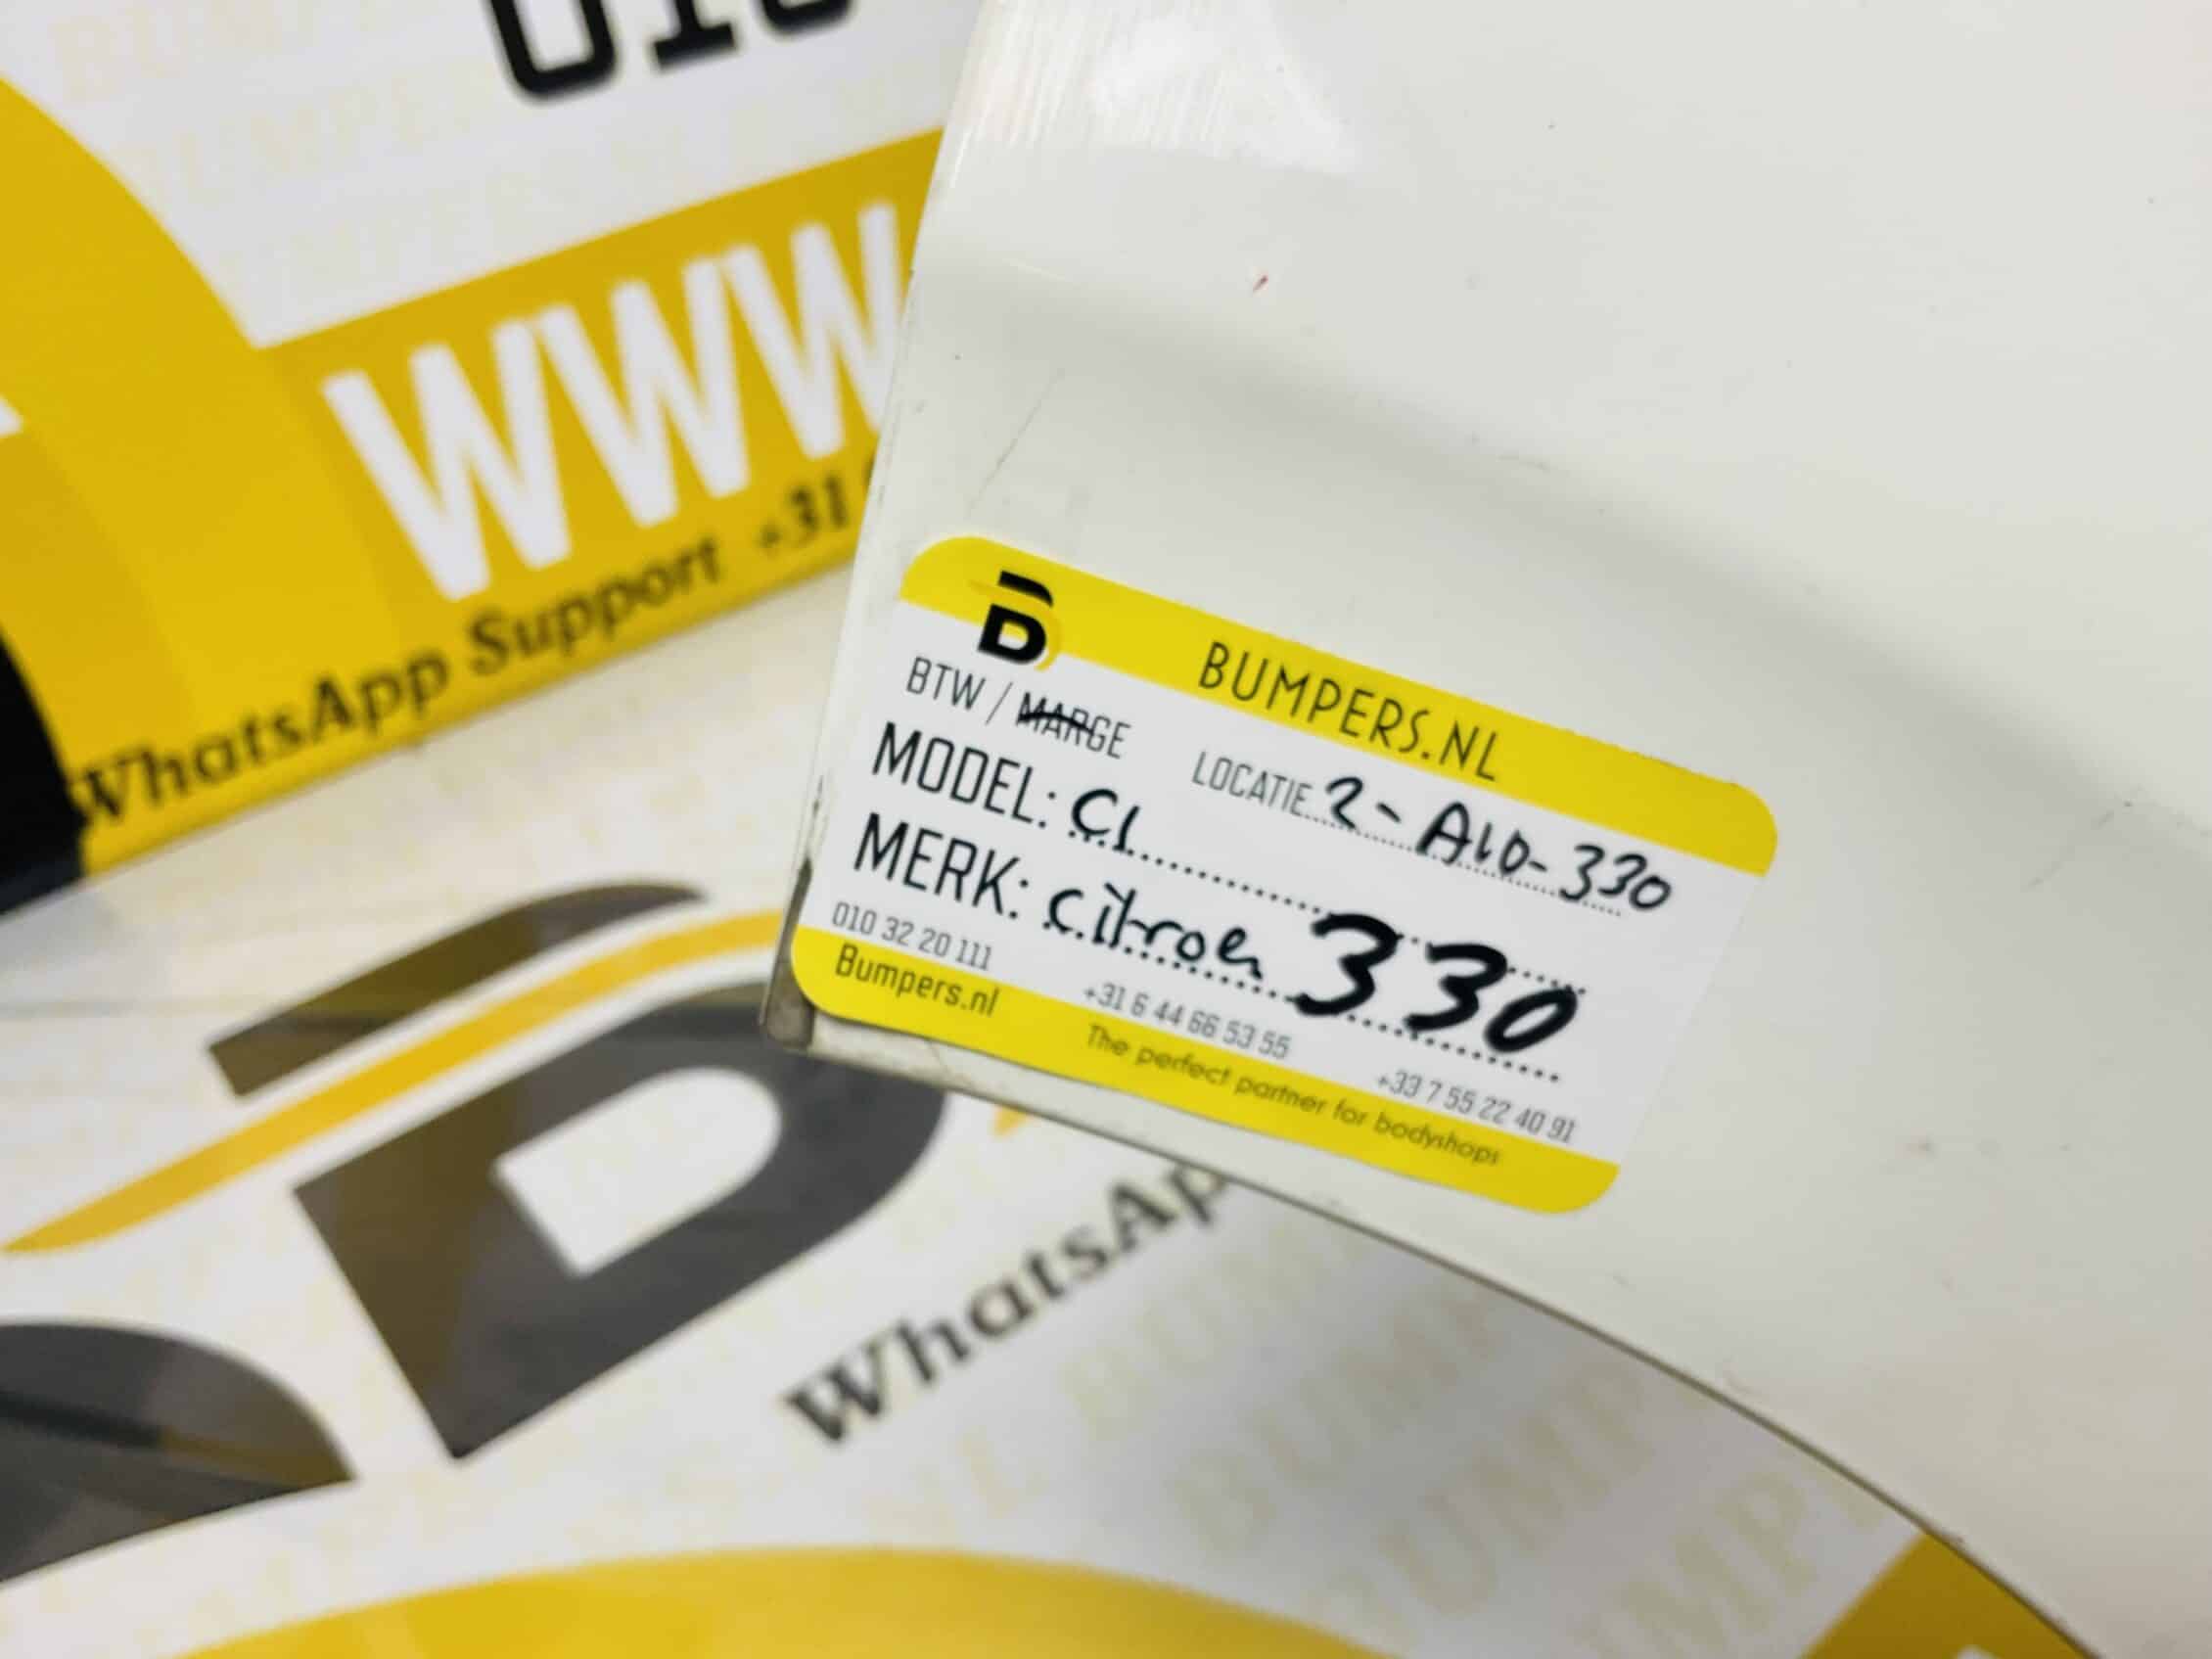 010
WWW
WhatsApp Support +31
B
BUMPERS.NL
BTW / MARGE
LOCATIE 2-A10-330
MODEL: C1
MERK: Citroen 330
010 32 20 111
+31 6 44 66 53 55
+33 7 55 22 40 91
Bumpers.nl
The perfect partner for bodyshops
B
WhatsAp